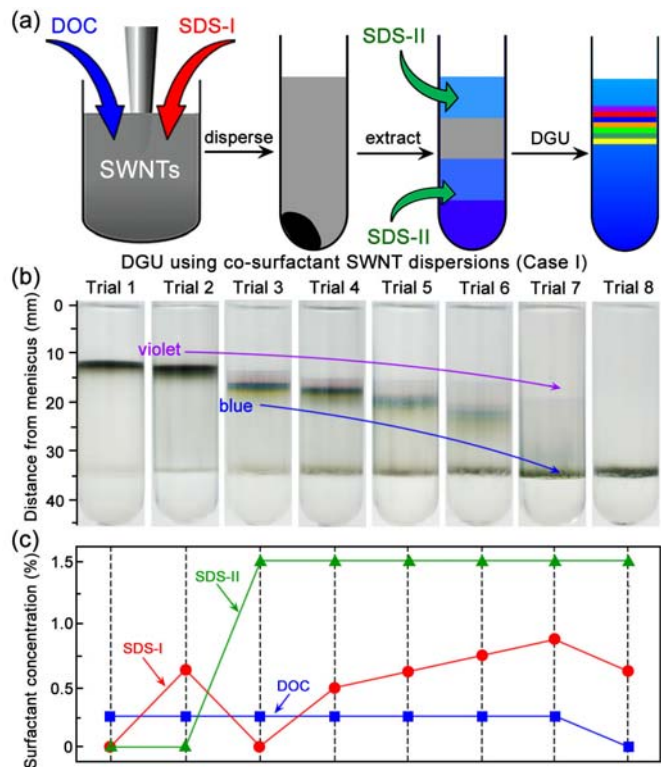 (a)
DOC
SDS-I
SWNTs
disperse
extract
SDS-II
SDS-II
DGU
DGU using co-surfactant SWNT dispersions (Case I)
(b)
Trial 1 Trial 2 Trial 3 Trial 4 Trial 5 Trial 6 Trial 7 Trial 8
Distance from meniscus (mm)
0
10
20
30
40
violet
blue
(c)
Surfactant concentration (%)
1.5
1.0
0.5
0
SDS-II
SDS-I
DOC